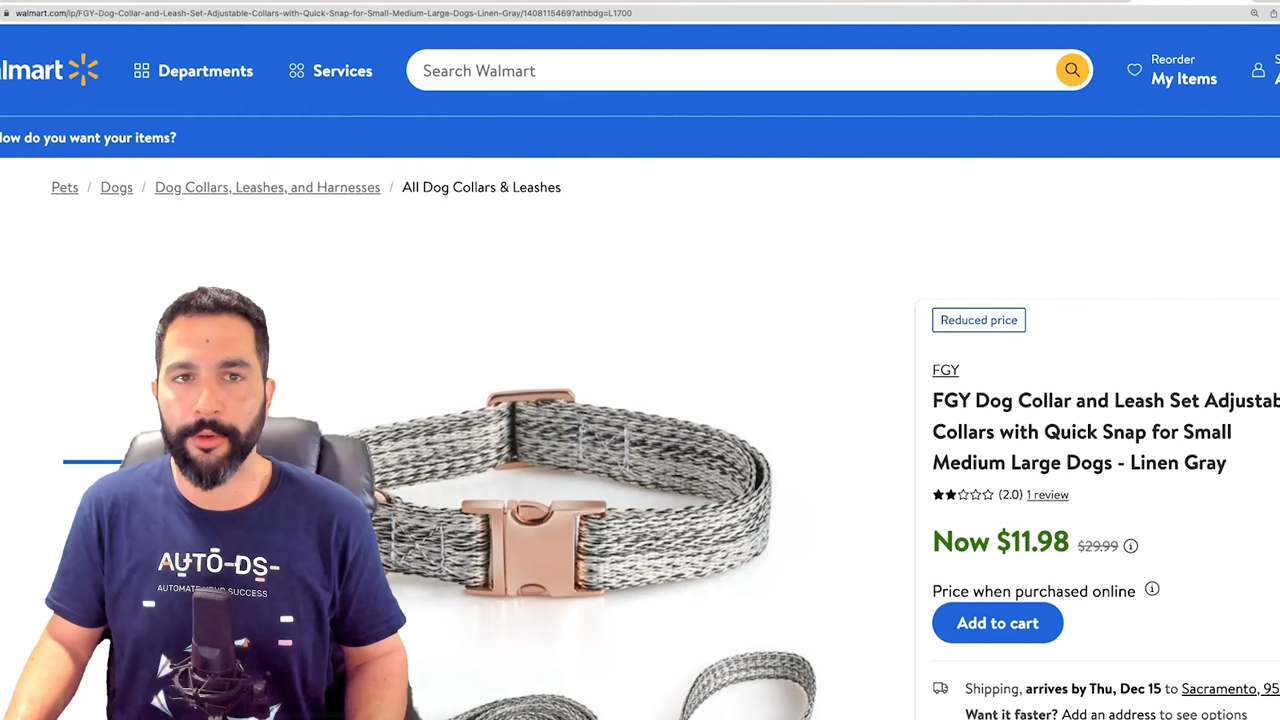 walmart.com/ip/FGY-Dog-Collar-and-Leash-Set-Adjustable-Collars-with-Quick-Snap-for-Small-Medium-Large-Dogs-Linen-Gray/1408115469?athbdg=L1700
lmart
Departments
Services
Search Walmart
Reorder
My Items
S
A
low do you want your items?
Pets / Dogs / Dog Collars, Leashes, and Harnesses / All Dog Collars & Leashes
Reduced price
FGY
FGY Dog Collar and Leash Set Adjustab
Collars with Quick Snap for Small
Medium Large Dogs - Linen Gray
(2.0) 1 review
Now $11.98 $29.99
Price when purchased online
Add to cart
Shipping, arrives by Thu, Dec 15 to Sacramento, 95
Want it faster? Add an address to see options
AUTO-DS-
AUTOMATE YOUR SUCCESS